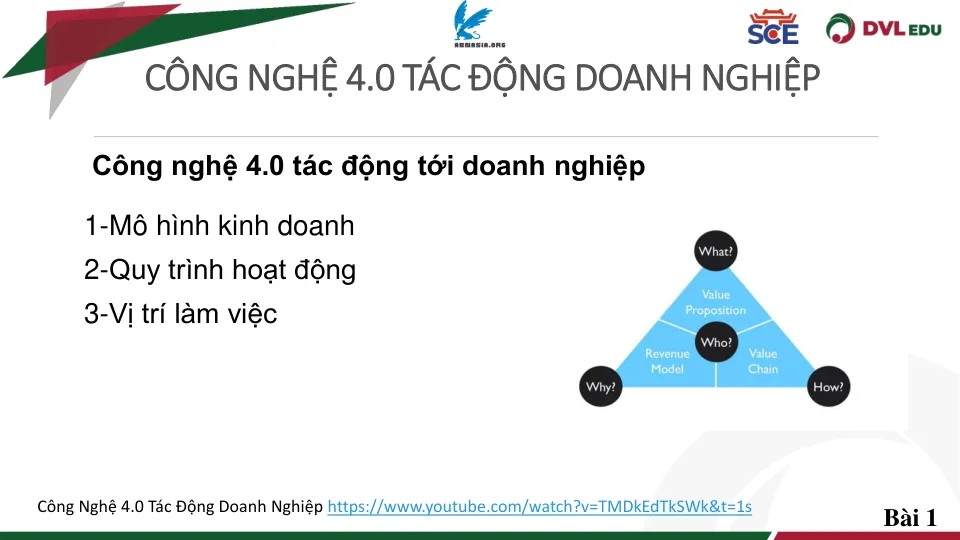 AHMASIA.ORG
SCE
DVL EDU
CÔNG NGHỆ 4.0 TÁC ĐỘNG DOANH NGHIỆP
Công nghệ 4.0 tác động tới doanh nghiệp
1-Mô hình kinh doanh
2-Quy trình hoạt động
3-Vị trí làm việc
What?
Value
Proposition
Who?
Revenue
Model
Value
Chain
Why?
How?
Công Nghệ 4.0 Tác Động Doanh Nghiệp https://www.youtube.com/watch?v=TMDkEdTkSWk&t=1s
Bài 1